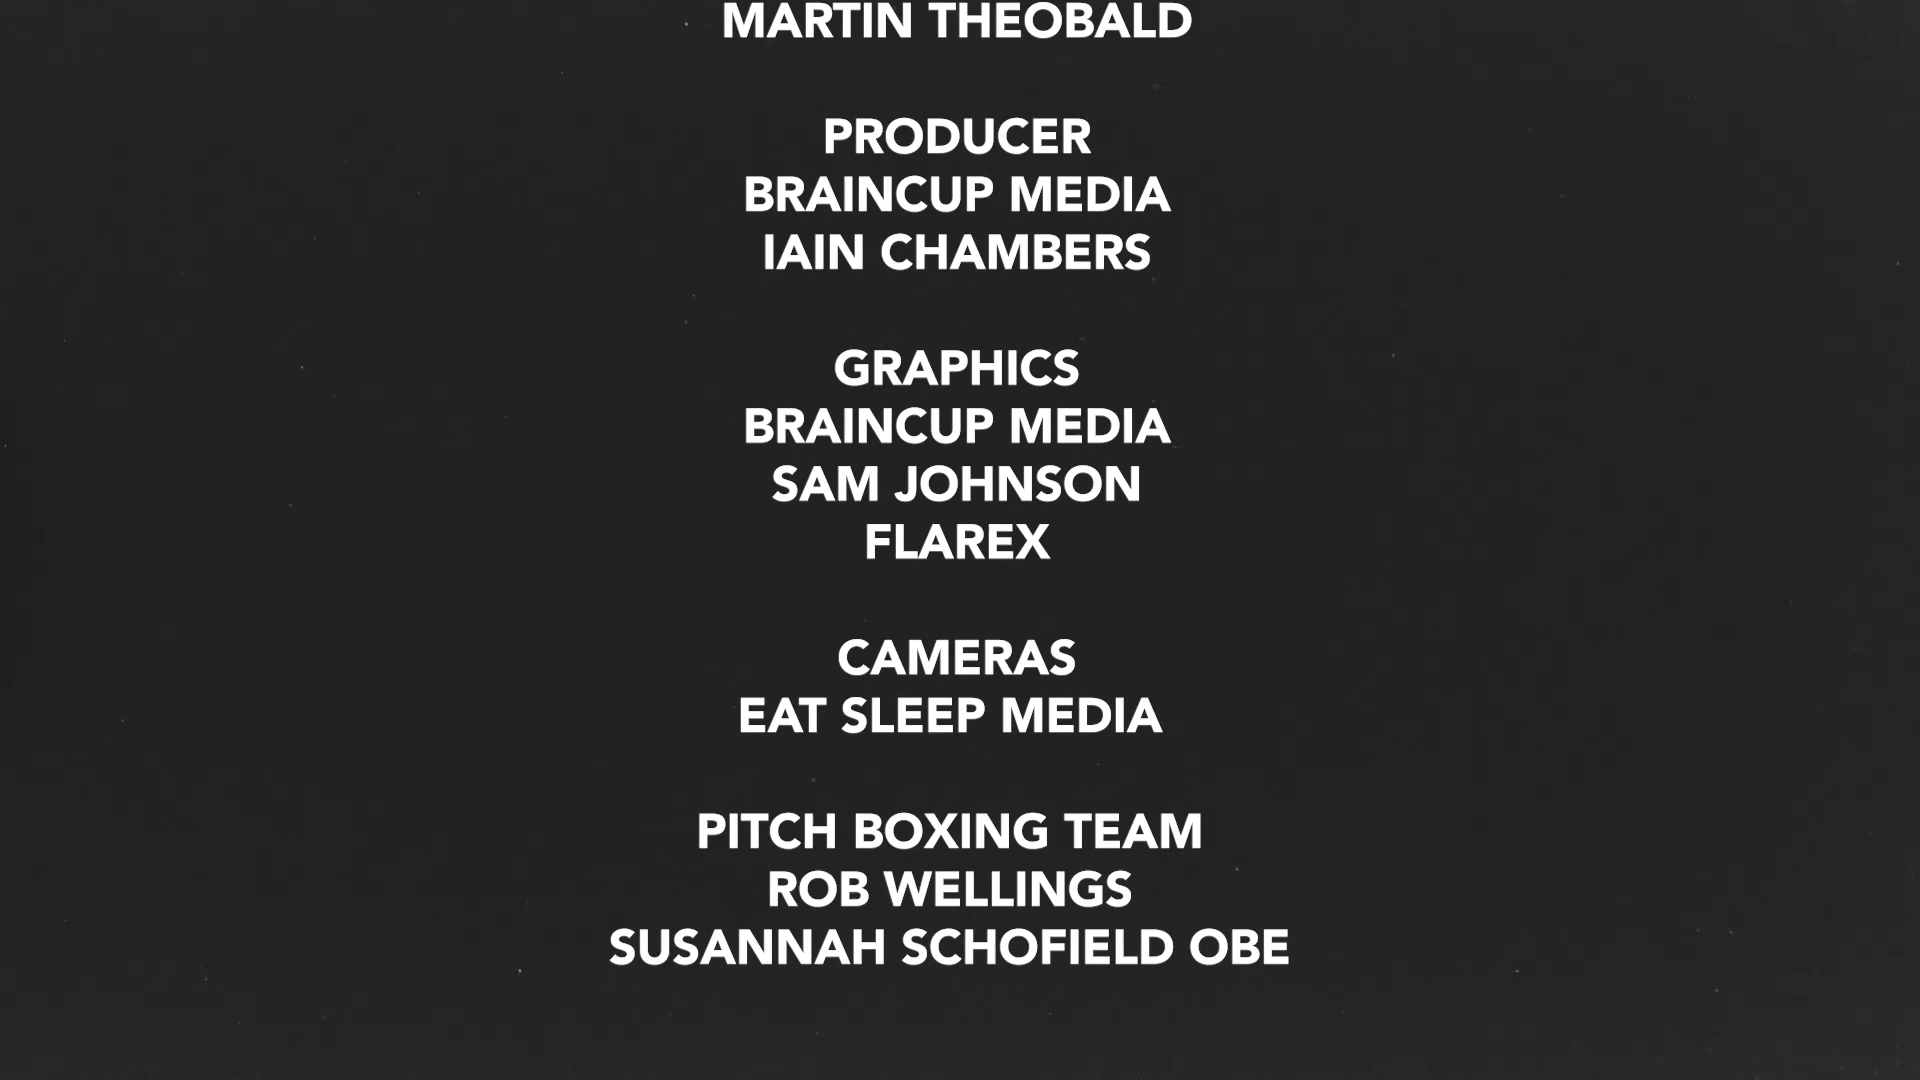 MARTIN THEOBALD
PRODUCER
BRAINCUP MEDIA
IAIN CHAMBERS
GRAPHICS
BRAINCUP MEDIA
SAM JOHNSON
FLAREX
CAMERAS
EAT SLEEP MEDIA
PITCH BOXING TEAM
ROB WELLINGS
SUSANNAH SCHOFIELD OBE